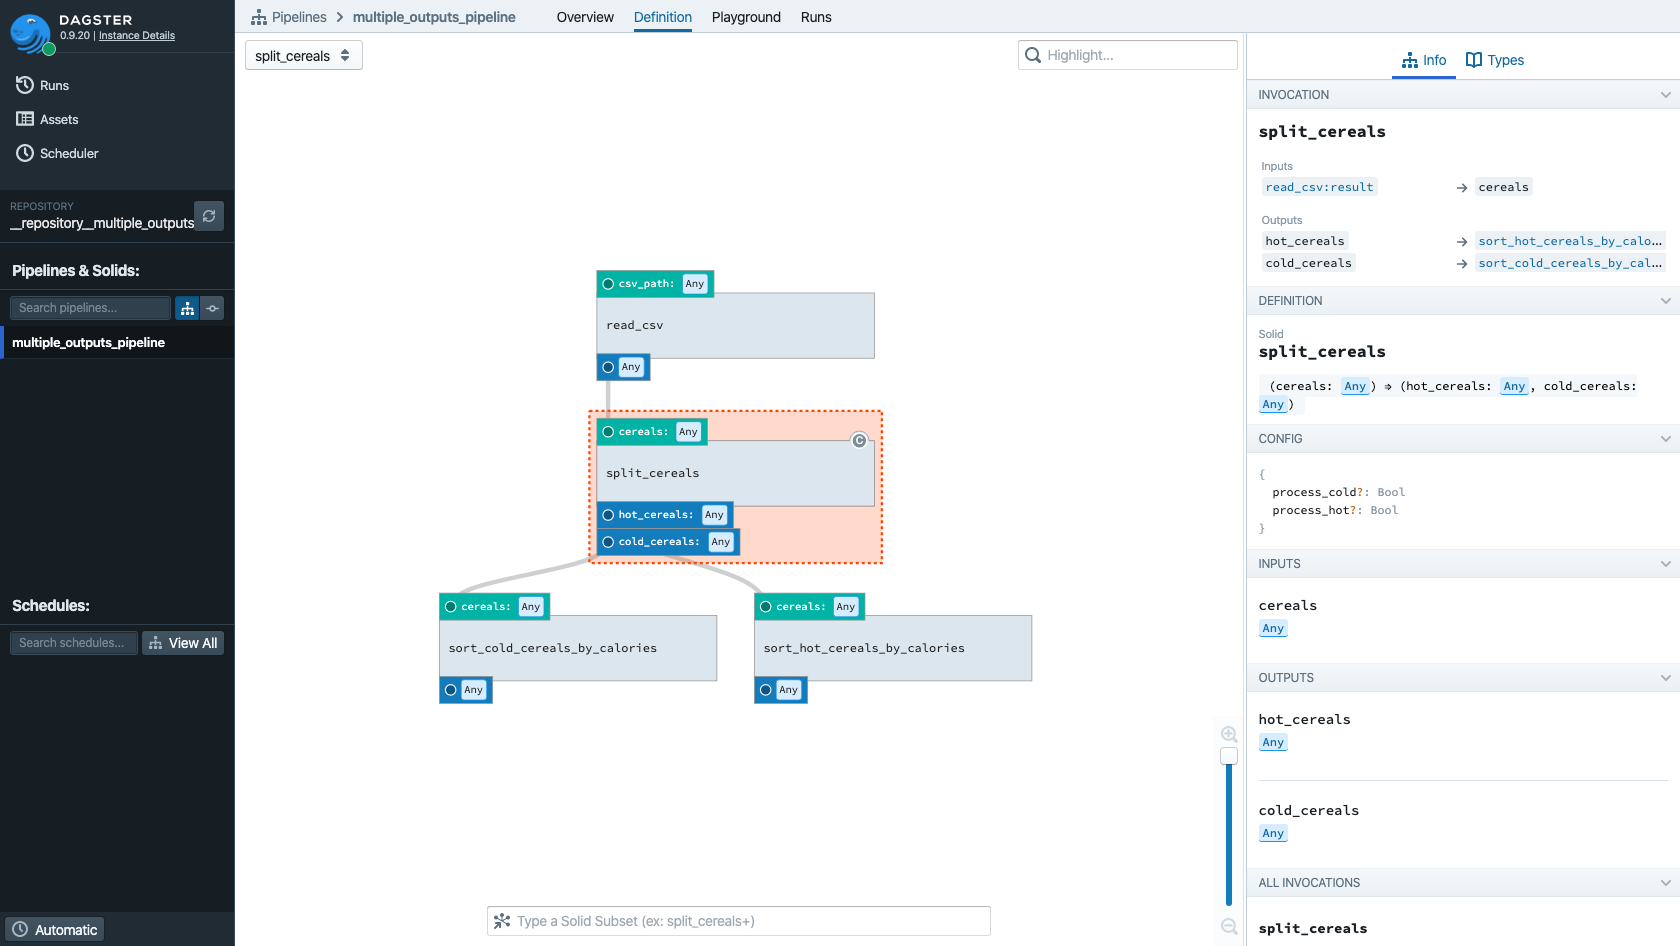 DAGSTER
0.9.20 | Instance Details
Runs
Assets
Scheduler
REPOSITORY
__repository__multiple_outputs
Pipelines & Solids:
Search pipelines...
multiple_outputs_pipeline
Schedules:
Search schedules...
View All
Automatic
Pipelines > multiple_outputs_pipeline
Overview
Definition
Playground
Runs
split_cereals
Highlight...
csv_path: Any
read_csv
Any
cereals: Any
C
split_cereals
hot_cereals: Any
cold_cereals: Any
cereals: Any
sort_cold_cereals_by_calories
Any
cereals: Any
sort_hot_cereals_by_calories
Any
Type a Solid Subset (ex: split_cereals+)
Info
Types
INVOCATION
split_cereals
Inputs
read_csv:result → cereals
Outputs
hot_cereals → sort_hot_cereals_by_calo...
cold_cereals → sort_cold_cereals_by_cal...
DEFINITION
Solid
split_cereals
(cereals: Any) ⇒ (hot_cereals: Any, cold_cereals:
Any)
CONFIG
{
process_cold?: Bool
process_hot?: Bool
}
INPUTS
cereals
Any
OUTPUTS
hot_cereals
Any
cold_cereals
Any
ALL INVOCATIONS
split_cereals